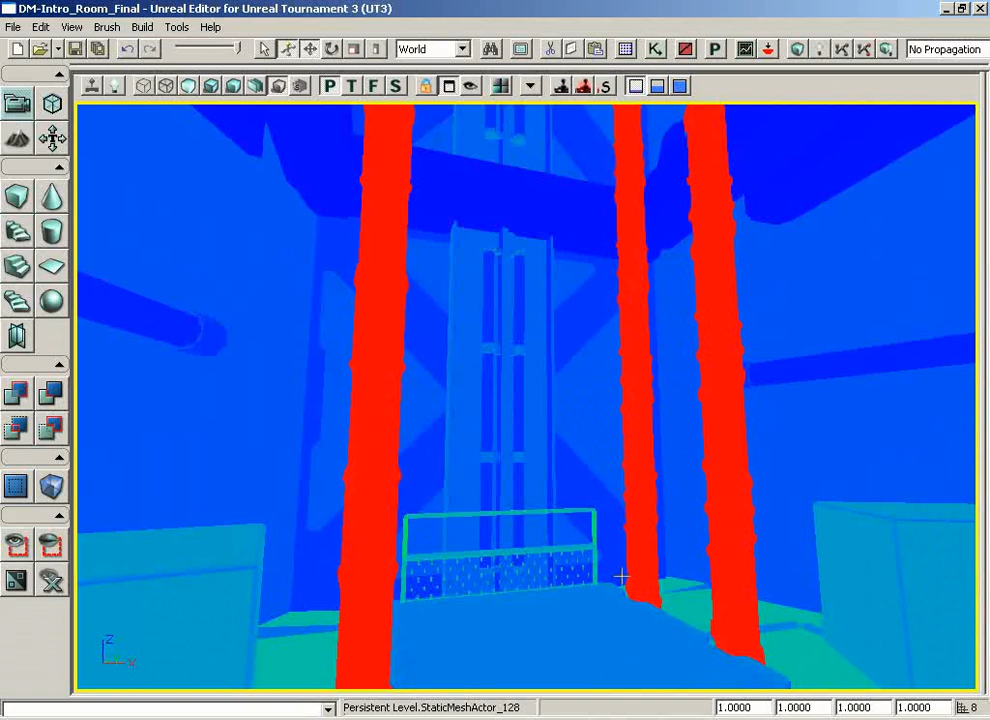 DM-Intro_Room_Final - Unreal Editor for Unreal Tournament 3 (UT3)
File Edit View Brush Build Tools Help
World
K
P
No Propagation
P T F S
S
Z
X
Persistent Level.StaticMeshActor_128
1.0000 1.0000 1.0000 1.0000 8